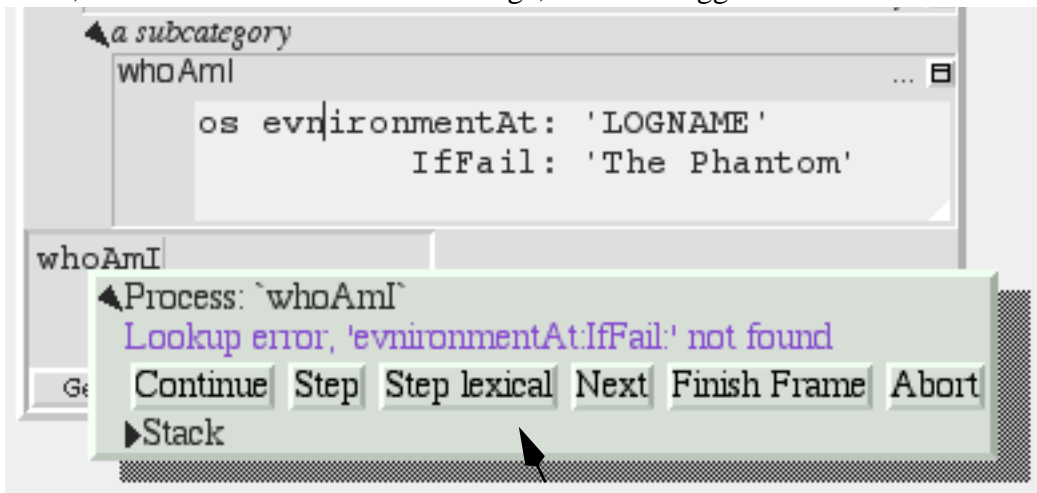 a subcategory
whoAmI ...
os evnironmentAt: 'LOGNAME'
IfFail: 'The Phantom'
whoAmI
Process: `whoAmI`
Lookup error, 'evnironmentAt:IfFail:' not found
Ge Continue Step Step lexical Next Finish Frame Abort
Stack